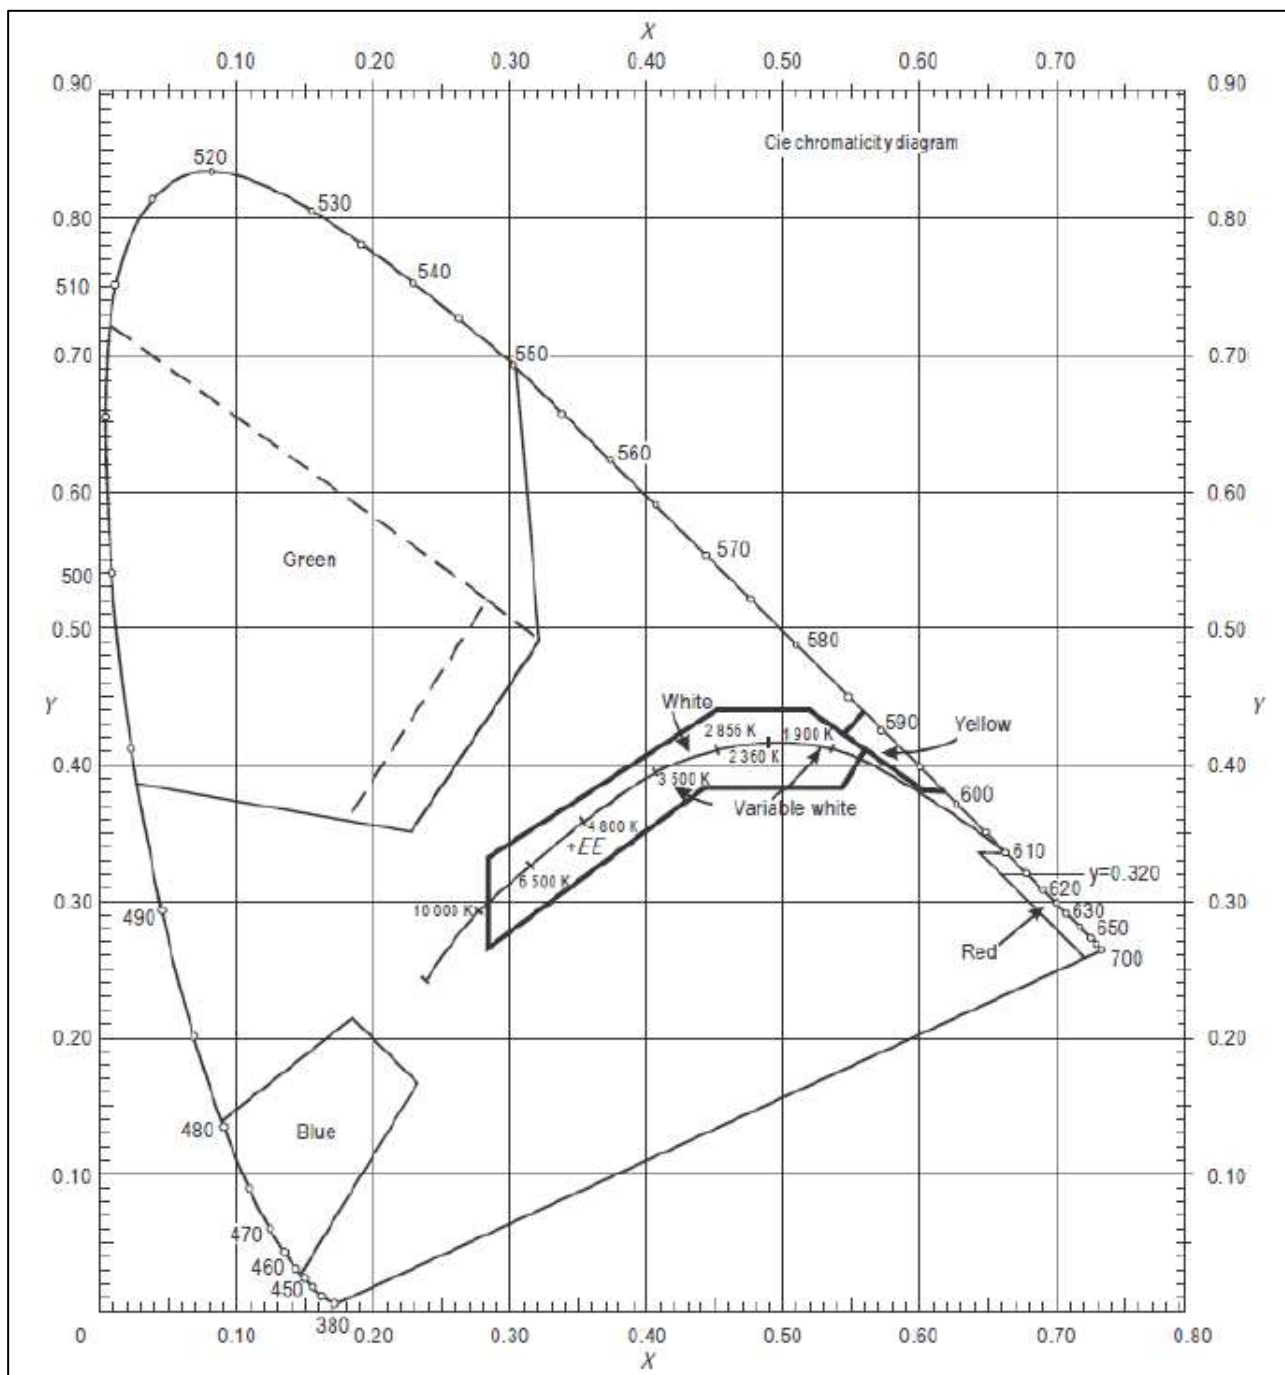 X
0.10 0.20 0.30 0.40 0.50 0.60 0.70
0.90 0.90
Cie chromaticity diagram
520
530
0.80 0.80
540
510
550
0.70 0.70
560
0.60 0.60
570
Green
500
0.50 0.50
580
White
Y Y
590
2 856 K 1 900 K Yellow
2 360 K
0.40 0.40
3 500 K
600
Variable white
4 800 K
+EE
610
y=0.320
6 500 K
620
10 000 K
0.30 0.30
630
490
650
Red
700
0.20 0.20
480 Blue
0.10 0.10
470
460
450
380
0 0.10 0.20 0.30 0.40 0.50 0.60 0.70 0.80
X